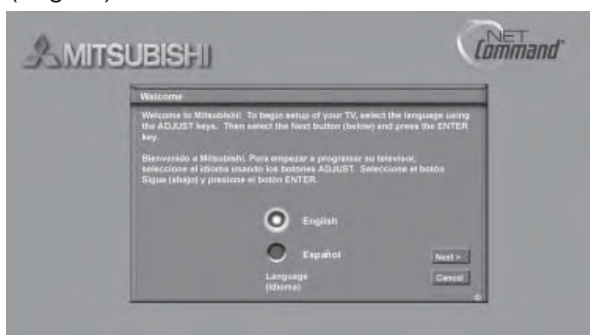 MITSUBISHI
NET
Command
Welcome
Welcome to Mitsubishi! To begin setup of your TV, select the language using
the ADJUST keys. Then select the Next button (below) and press the ENTER
key.
Bienvenido a Mitsubishi. Para empezar a programar su televisor,
seleccione el idioma usando los botones ADJUST. Seleccione el botón
Sigue (abajo) y presione el botón ENTER.
English
Español
Next >
Language
(Idioma)
Cancel